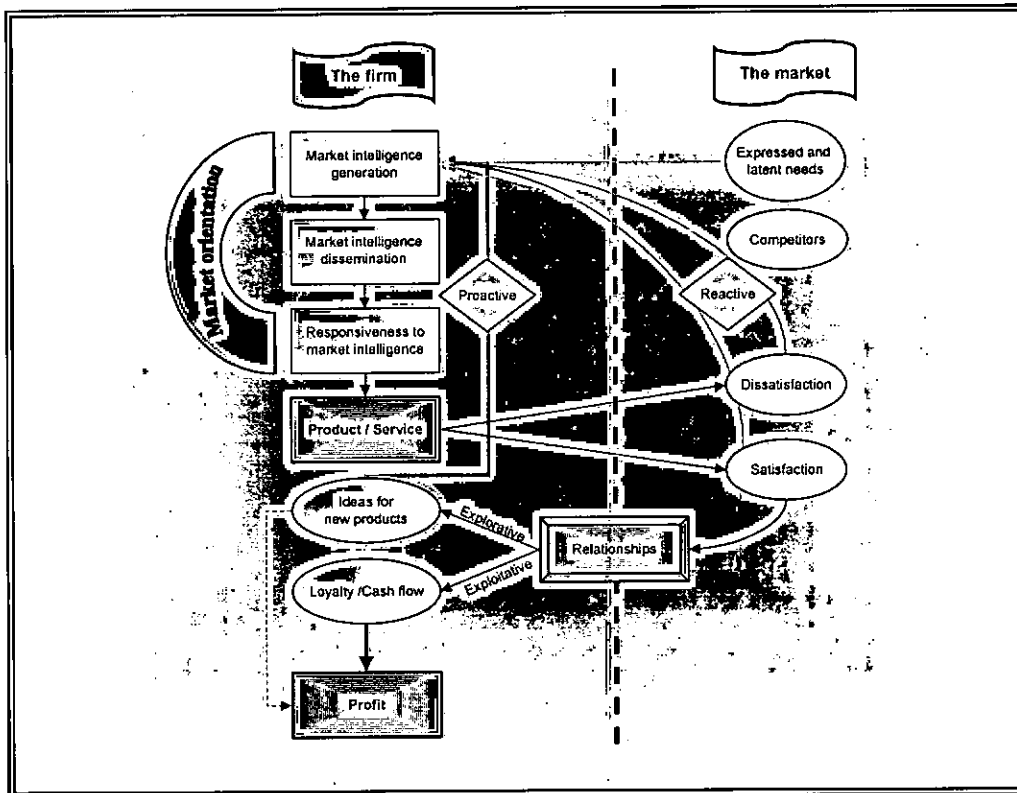 The firm
The market
Market orientation
Market intelligence
generation
Expressed and
latent needs
Market intelligence
dissemination
Competitors
Proactive
Reactive
Responsiveness to
market intelligence
Dissatisfaction
Product / Service
Satisfaction
Ideas for
new products
Explorative
Relationships
Exploitative
Loyalty /Cash flow
Profit